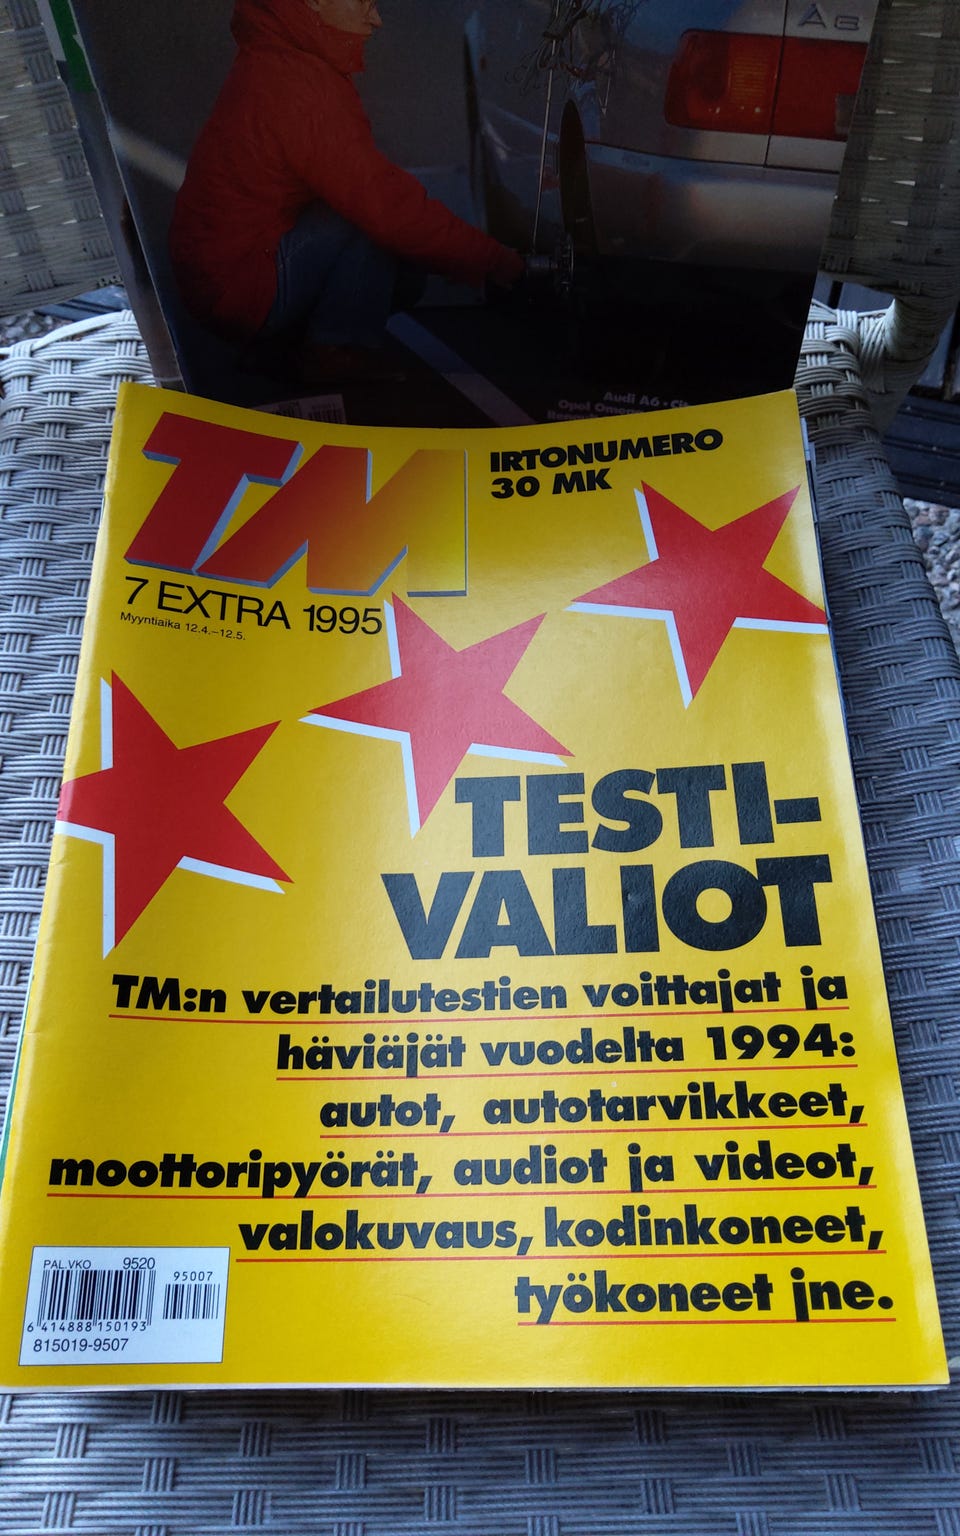 A6
Audi A6 •
Opel
TM
IRTONUMERO
30 MK
7 EXTRA 1995
Myyntiaika 12.4.–12.5.
TESTI-
VALIOT
TM:n vertailutestien voittajat ja
häviäjät vuodelta 1994:
autot, autotarvikkeet,
moottoripyörät, audiot ja videot,
valokuvaus, kodinkoneet,
työkoneet jne.
PAL.VKO 9520
95007
6 414888 150193
815019-9507